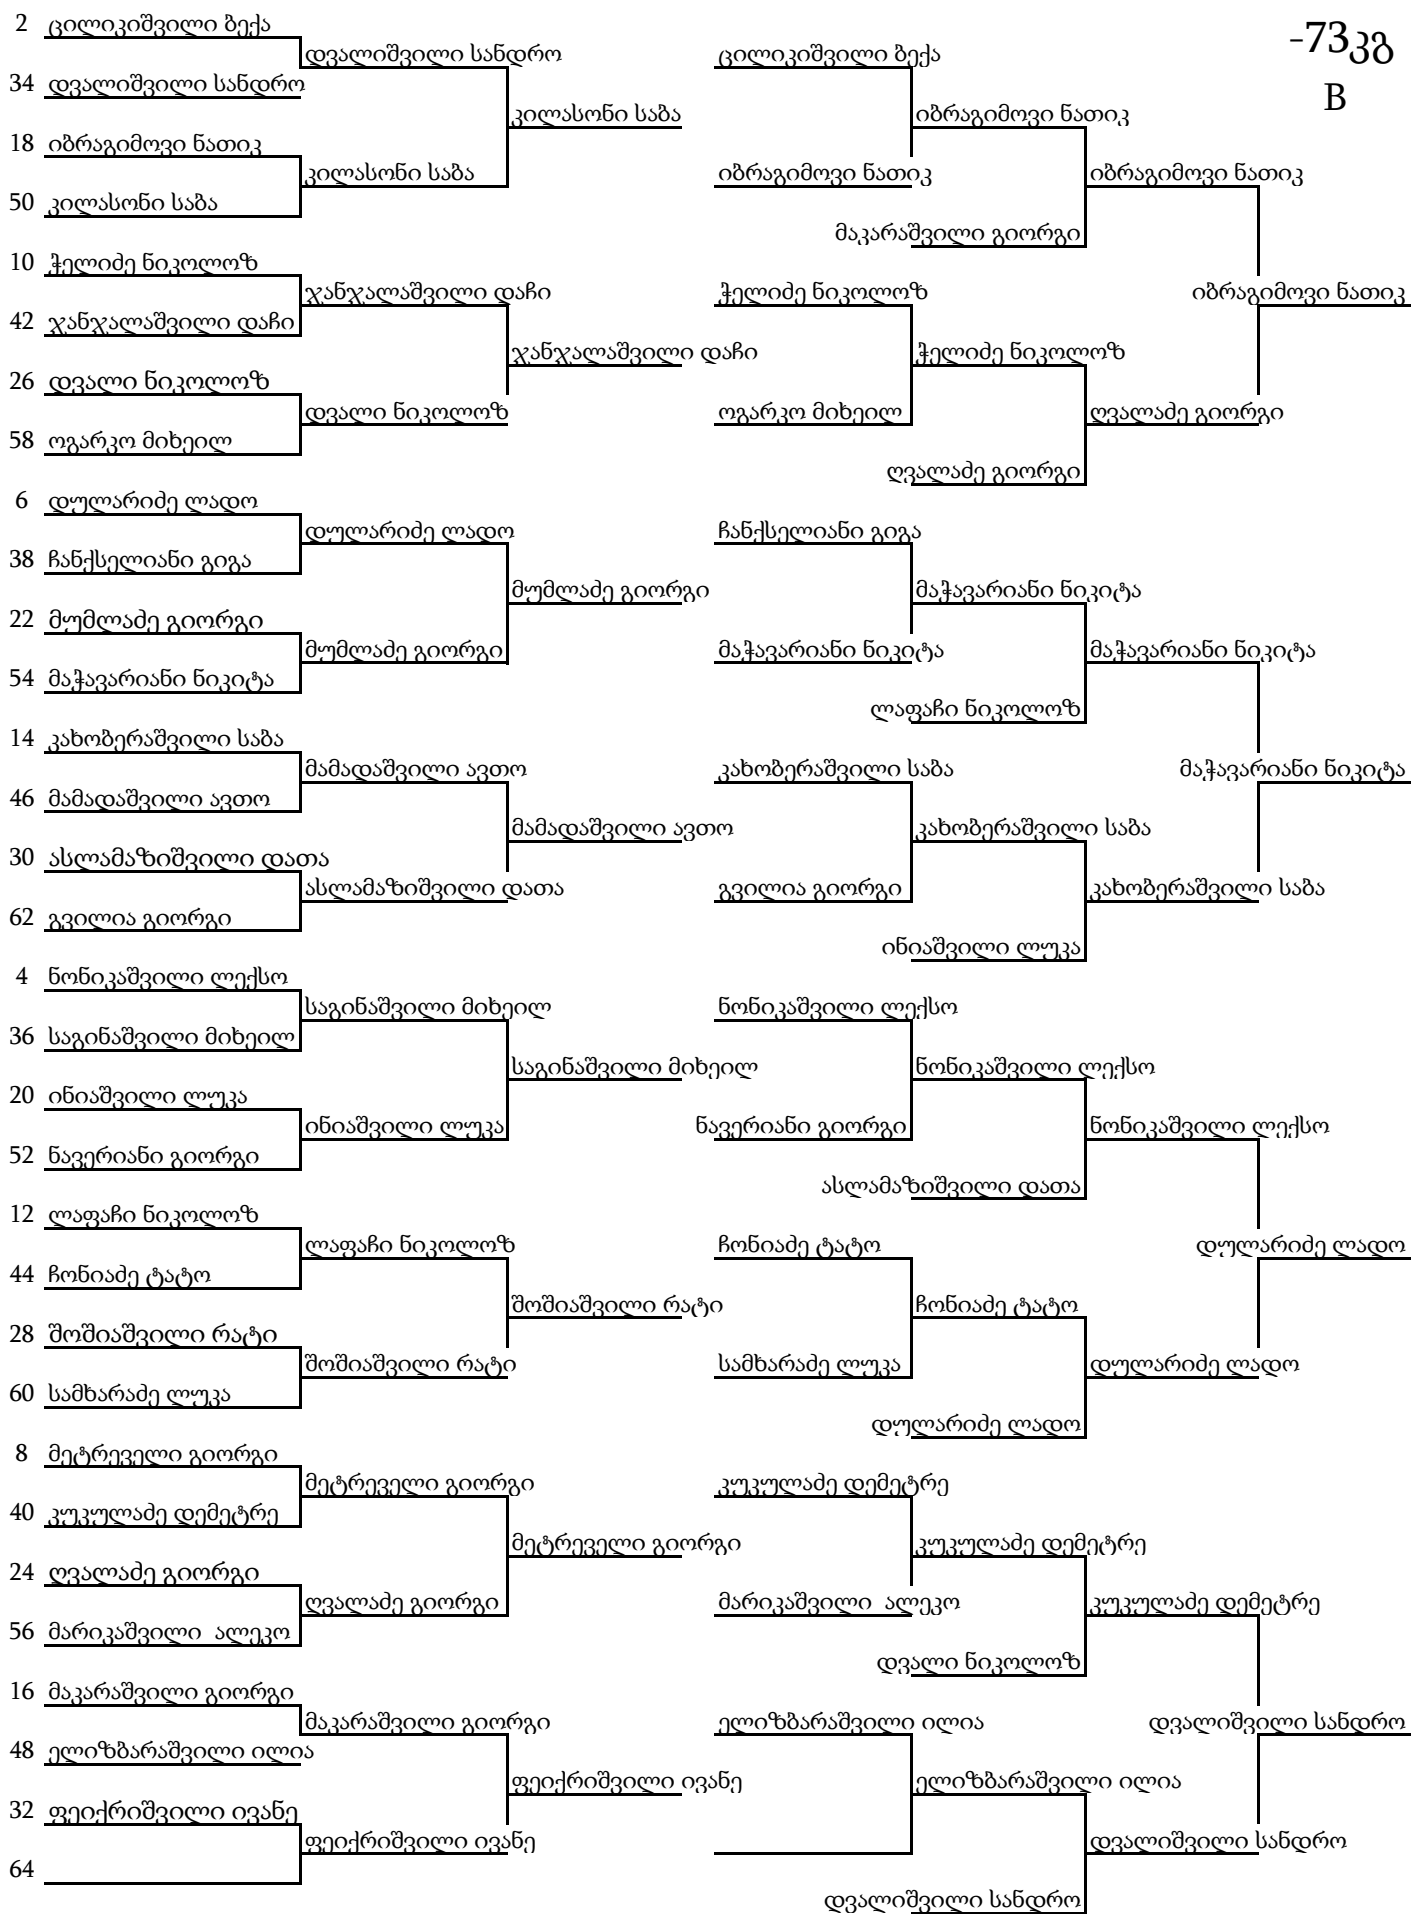 -73კგ
B
2 ცილიკიშვილი ბექა
34 დვალიშვილი სანდრო
18 იბრაგიმოვი ნათიკ
50 კილასონი საბა
10 ჭელიძე ნიკოლოზ
42 ჯანჯალაშვილი დაჩი
26 დვალი ნიკოლოზ
58 ოგარკო მიხეილ
6 დულარიძე ლადო
38 ჩანქსელიანი გიგა
22 მუმლაძე გიორგი
54 მაჭავარიანი ნიკიტა
14 კახობერაშვილი საბა
46 მამადაშვილი ავთო
30 ასლამაზიშვილი დათა
62 გვილია გიორგი
4 ნონიკაშვილი ლექსო
36 საგინაშვილი მიხეილ
20 ინიაშვილი ლუკა
52 ნავერიანი გიორგი
12 ლაფაჩი ნიკოლოზ
44 ჩონიაძე ტატო
28 შოშიაშვილი რატი
60 სამხარაძე ლუკა
8 მეტრეველი გიორგი
40 კუკულაძე დემეტრე
24 ღვალაძე გიორგი
56 მარიკაშვილი  ალეკო
16 მაკარაშვილი გიორგი
48 ელიზბარაშვილი ილია
32 ფეიქრიშვილი ივანე
64
დვალიშვილი სანდრო
კილასონი საბა
ჯანჯალაშვილი დაჩი
დვალი ნიკოლოზ
დულარიძე ლადო
მუმლაძე გიორგი
მამადაშვილი ავთო
ასლამაზიშვილი დათა
საგინაშვილი მიხეილ
ინიაშვილი ლუკა
ლაფაჩი ნიკოლოზ
შოშიაშვილი რატი
მეტრეველი გიორგი
ღვალაძე გიორგი
მაკარაშვილი გიორგი
ფეიქრიშვილი ივანე
კილასონი საბა
ჯანჯალაშვილი დაჩი
მუმლაძე გიორგი
მამადაშვილი ავთო
საგინაშვილი მიხეილ
შოშიაშვილი რატი
მეტრეველი გიორგი
ფეიქრიშვილი ივანე
ცილიკიშვილი ბექა
იბრაგიმოვი ნათიკ
ჭელიძე ნიკოლოზ
ოგარკო მიხეილ
ჩანქსელიანი გიგა
მაჭავარიანი ნიკიტა
კახობერაშვილი საბა
გვილია გიორგი
ნონიკაშვილი ლექსო
ნავერიანი გიორგი
ჩონიაძე ტატო
სამხარაძე ლუკა
კუკულაძე დემეტრე
მარიკაშვილი  ალეკო
ელიზბარაშვილი ილია
იბრაგიმოვი ნათიკ
მაკარაშვილი გიორგი
ჭელიძე ნიკოლოზ
ღვალაძე გიორგი
მაჭავარიანი ნიკიტა
ლაფაჩი ნიკოლოზ
კახობერაშვილი საბა
ინიაშვილი ლუკა
ნონიკაშვილი ლექსო
ასლამაზიშვილი დათა
ჩონიაძე ტატო
დულარიძე ლადო
კუკულაძე დემეტრე
დვალი ნიკოლოზ
ელიზბარაშვილი ილია
დვალიშვილი სანდრო
იბრაგიმოვი ნათიკ
ღვალაძე გიორგი
მაჭავარიანი ნიკიტა
კახობერაშვილი საბა
ნონიკაშვილი ლექსო
დულარიძე ლადო
კუკულაძე დემეტრე
დვალიშვილი სანდრო
იბრაგიმოვი ნათიკ
მაჭავარიანი ნიკიტა
დულარიძე ლადო
დვალიშვილი სანდრო